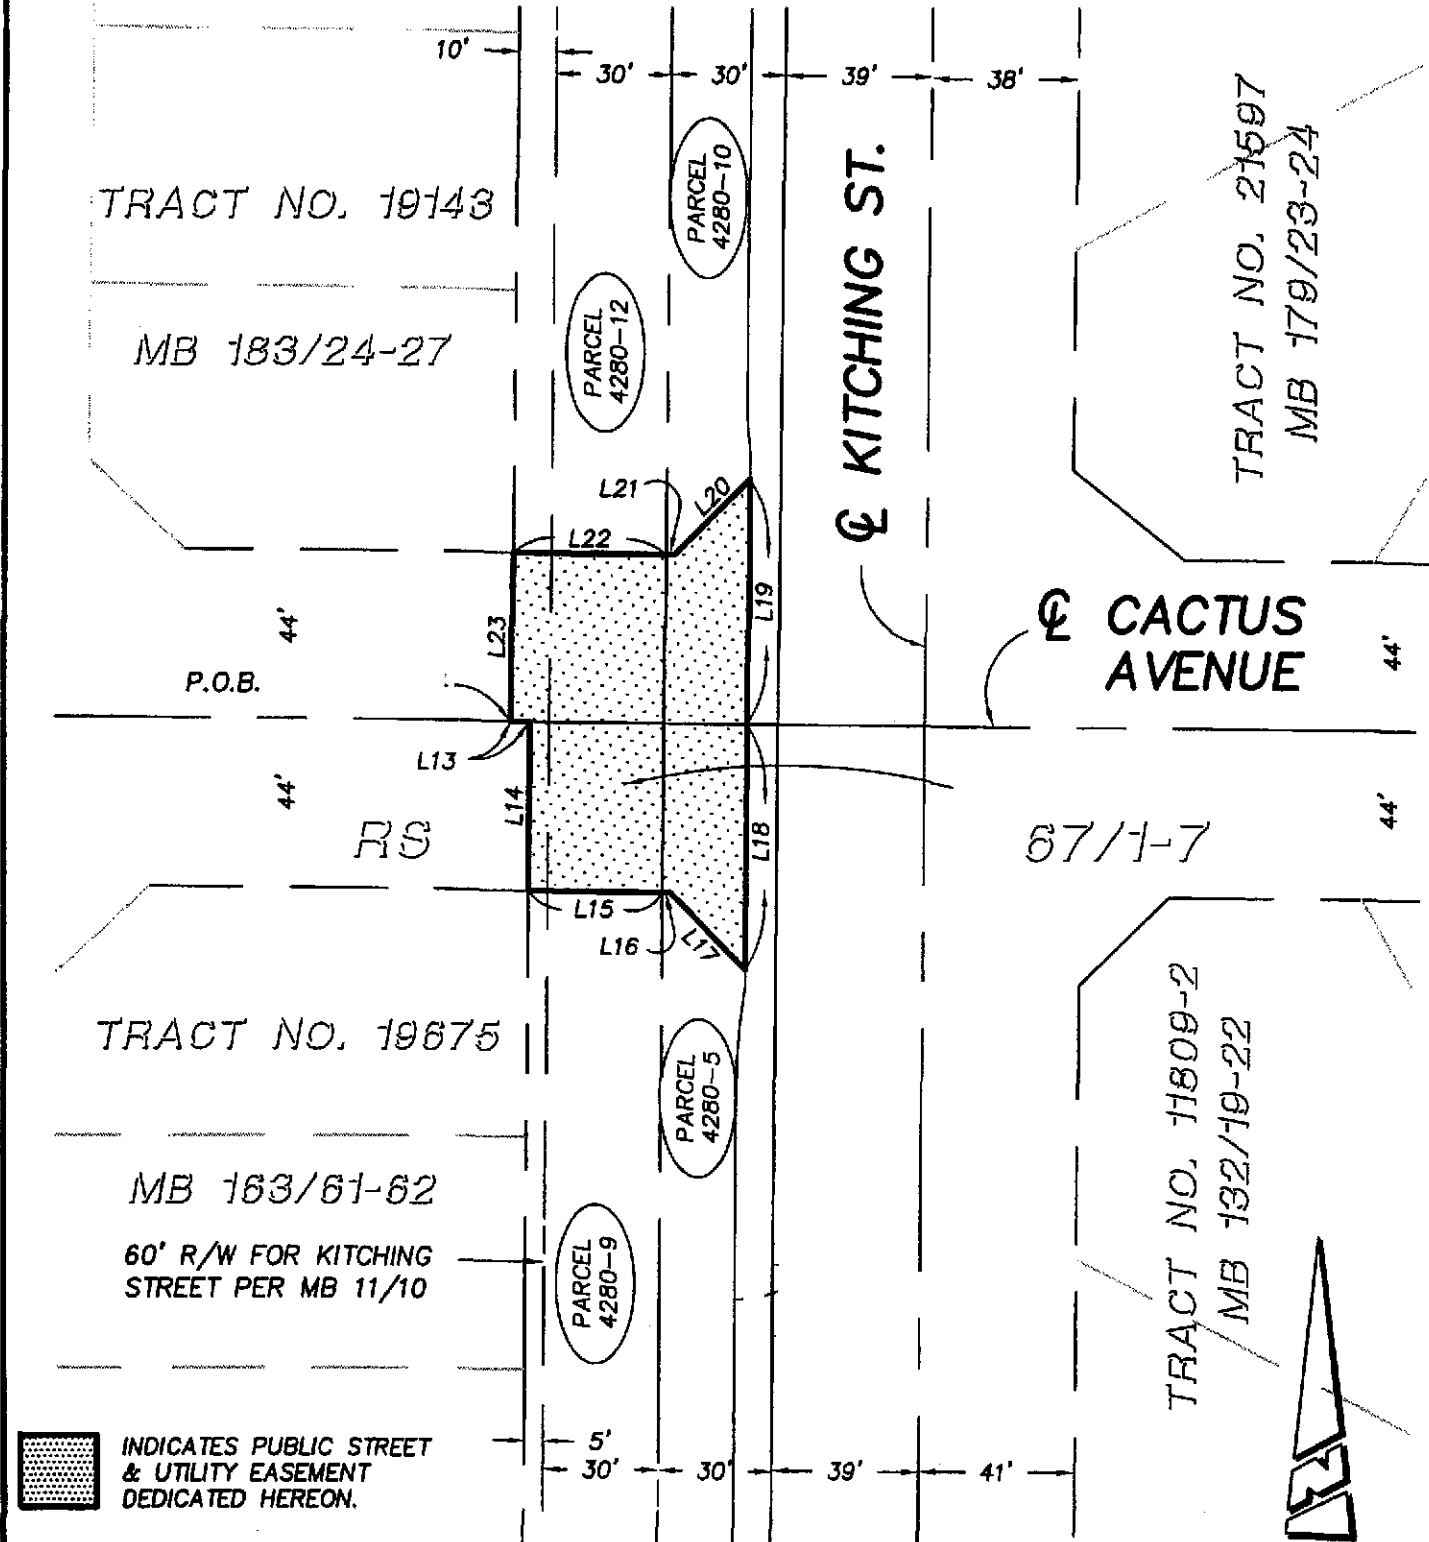 10'
30'
30'
39'
38'
TRACT NO. 21597
MB 179/23-24
PARCEL
4280-10
TRACT NO. 19143
℄ KITCHING ST.
PARCEL
4280-12
MB 183/24-27
L21
L20
L22
L19
L23
44'
℄ CACTUS
AVENUE
44'
P.O.B.
L13
L14
44'
L18
44'
RS
67/1-7
L15
L16
L17
TRACT NO. 19675
PARCEL
4280-5
TRACT NO. 11809-2
MB 132/19-22
MB 163/61-62
60' R/W FOR KITCHING
STREET PER MB 11/10
PARCEL
4280-9
INDICATES PUBLIC STREET
& UTILITY EASEMENT
DEDICATED HEREON.
5'
30'
30'
39'
41'
N